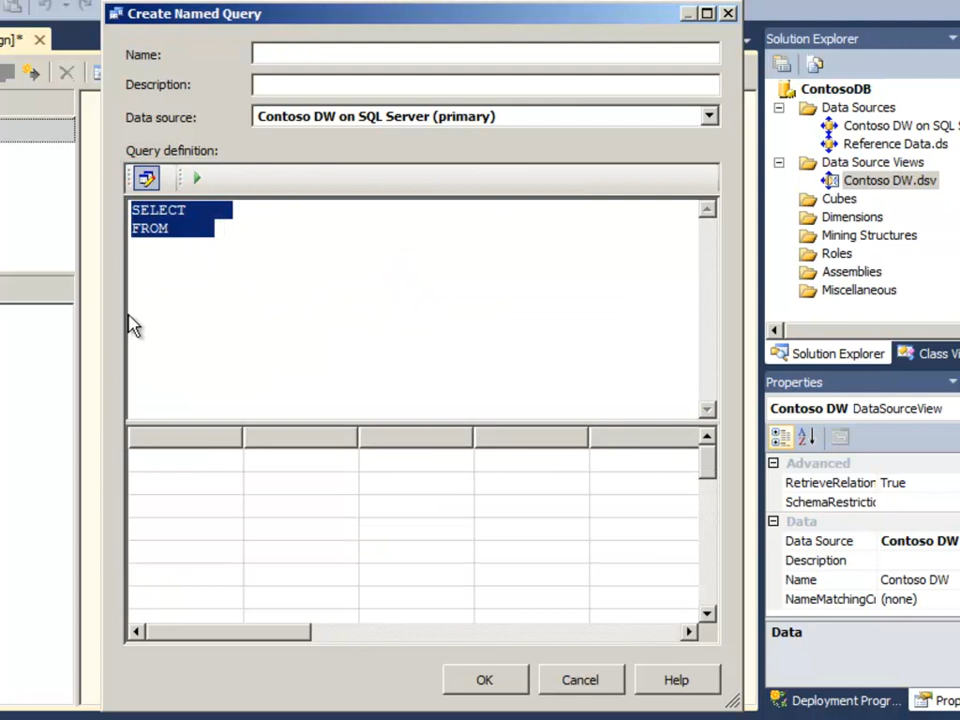 Create Named Query
gn]*
Name:
Description:
Data source:
Contoso DW on SQL Server (primary)
Query definition:
SELECT
FROM
OK
Cancel
Help
Solution Explorer
ContosoDB
Data Sources
Contoso DW on SQL S
Reference Data.ds
Data Source Views
Contoso DW.dsv
Cubes
Dimensions
Mining Structures
Roles
Assemblies
Miscellaneous
Solution Explorer
Class Vi
Properties
Contoso DW DataSourceView
Advanced
RetrieveRelation True
SchemaRestrictic
Data
Data Source Contoso DW
Description
Name Contoso DW
NameMatchingCr (none)
Data
Deployment Progr...
Prop